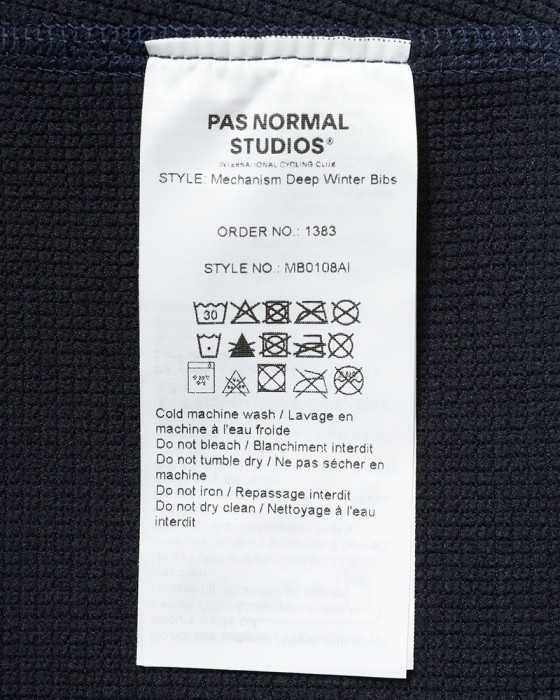 PAS NORMAL
STUDIOS®
INTERNATIONAL CYCLING CLUB
STYLE: Mechanism Deep Winter Bibs
ORDER NO.: 1383
STYLE NO.: MB0108AI
30
Cold machine wash / Lavage en
machine à l'eau froide
Do not bleach / Blanchiment interdit
Do not tumble dry / Ne pas sécher en
machine
Do not iron / Repassage interdit
Do not dry clean / Nettoyage à l'eau
interdit